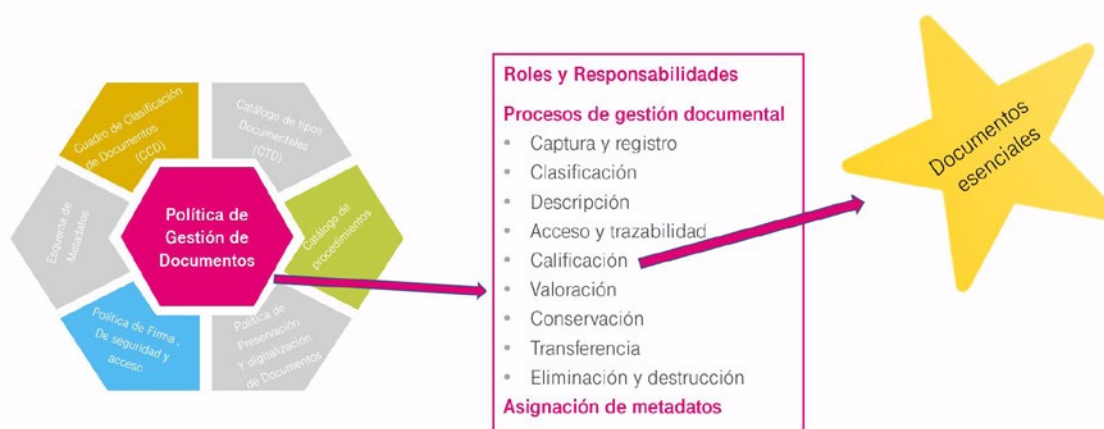 Cuadro de Clasificación
de Documentos
(CCD)
Catálogo de tipos
Documentales
(CTD)
Esquema de
Metadatos
Política de
Gestión de
Documentos
Catálogo de
procedimientos
Política de Firma ,
De seguridad y
acceso
Política de
Preservación
Y digitalización
de Documentos
Roles y Responsabilidades
Procesos de gestión documental
• Captura y registro
• Clasificación
• Descripción
• Acceso y trazabilidad
• Calificación
• Valoración
• Conservación
• Transferencia
• Eliminación y destrucción
Asignación de metadatos
Documentos
esenciales